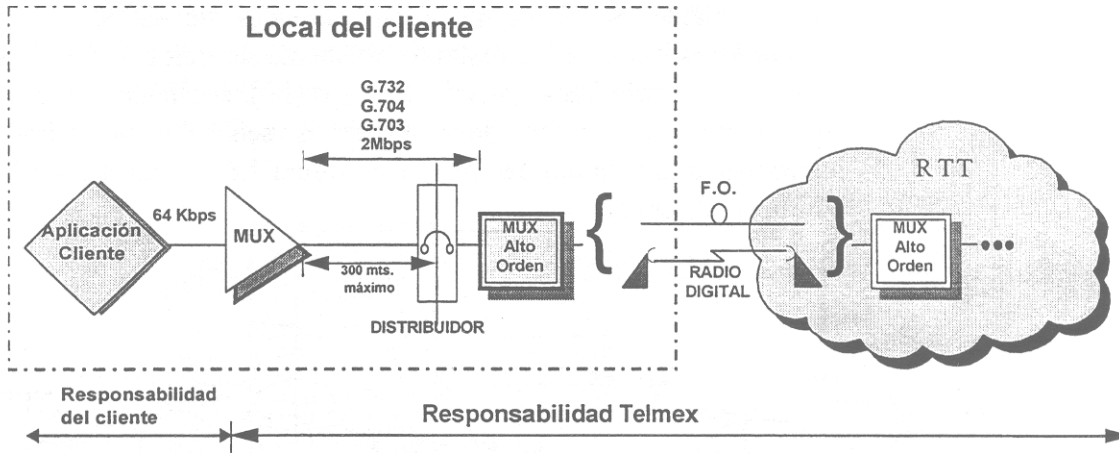 Local del cliente
G.732
G.704
G.703
2Mbps
64 Kbps
Aplicación
Cliente
MUX
300 mts.
máximo
DISTRIBUIDOR
MUX
Alto
Orden
F.O.
RADIO
DIGITAL
RTT
MUX
Alto
Orden
Responsabilidad
del cliente
Responsabilidad Telmex